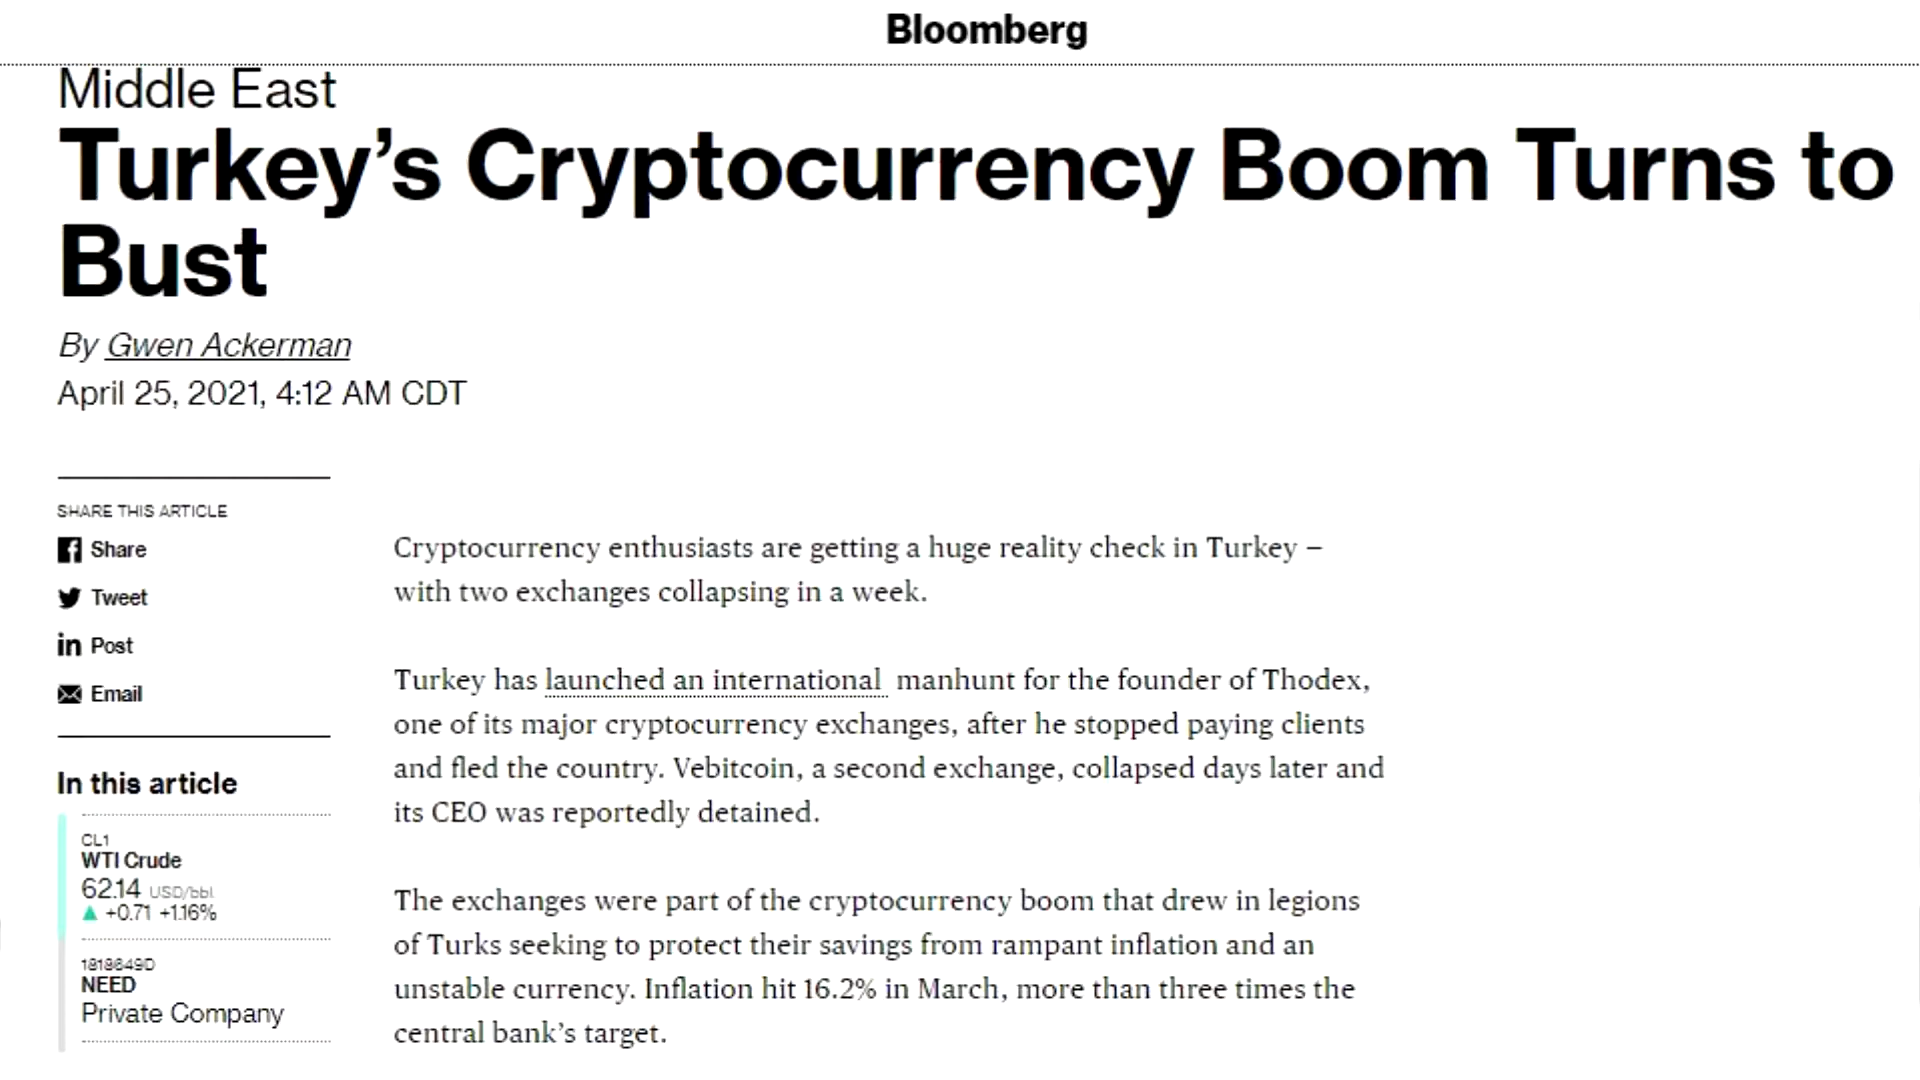 Bloomberg
Middle East
Turkey’s Cryptocurrency Boom Turns to
Bust
By Gwen Ackerman
April 25, 2021, 4:12 AM CDT
SHARE THIS ARTICLE
Share
Tweet
Post
Email
In this article
CL1
WTI Crude
62.14 USD/bbl
+0.71 +1.16%
1818649D
NEED
Private Company
Cryptocurrency enthusiasts are getting a huge reality check in Turkey –
with two exchanges collapsing in a week.
Turkey has launched an international manhunt for the founder of Thodex,
one of its major cryptocurrency exchanges, after he stopped paying clients
and fled the country. Vebitcoin, a second exchange, collapsed days later and
its CEO was reportedly detained.
The exchanges were part of the cryptocurrency boom that drew in legions
of Turks seeking to protect their savings from rampant inflation and an
unstable currency. Inflation hit 16.2% in March, more than three times the
central bank’s target.